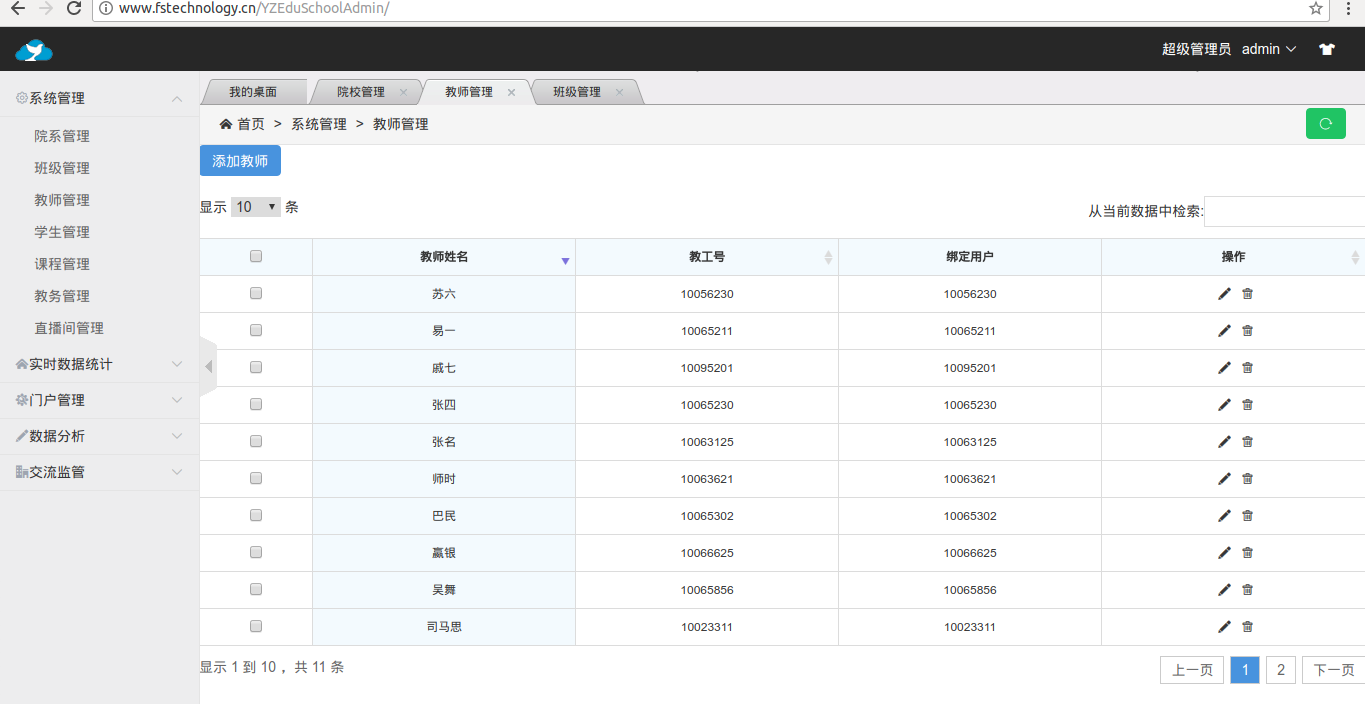 www.fstechnology.cn/YZEduSchoolAdmin/
超级管理员 admin
我的桌面 院校管理 教师管理 班级管理
首页 > 系统管理 > 教师管理
系统管理
院系管理
班级管理
教师管理
学生管理
课程管理
教务管理
直播间管理
实时数据统计
门户管理
数据分析
交流监管
添加教师
显示 10 条
从当前数据中检索:
教师姓名 教工号 绑定用户 操作
苏六 10056230 10056230
易一 10065211 10065211
戚七 10095201 10095201
张四 10065230 10065230
张名 10063125 10063125
师时 10063621 10063621
巴民 10065302 10065302
嬴银 10066625 10066625
吴舞 10065856 10065856
司马思 10023311 10023311
显示 1 到 10 ，共 11 条
上一页 1 2 下一页